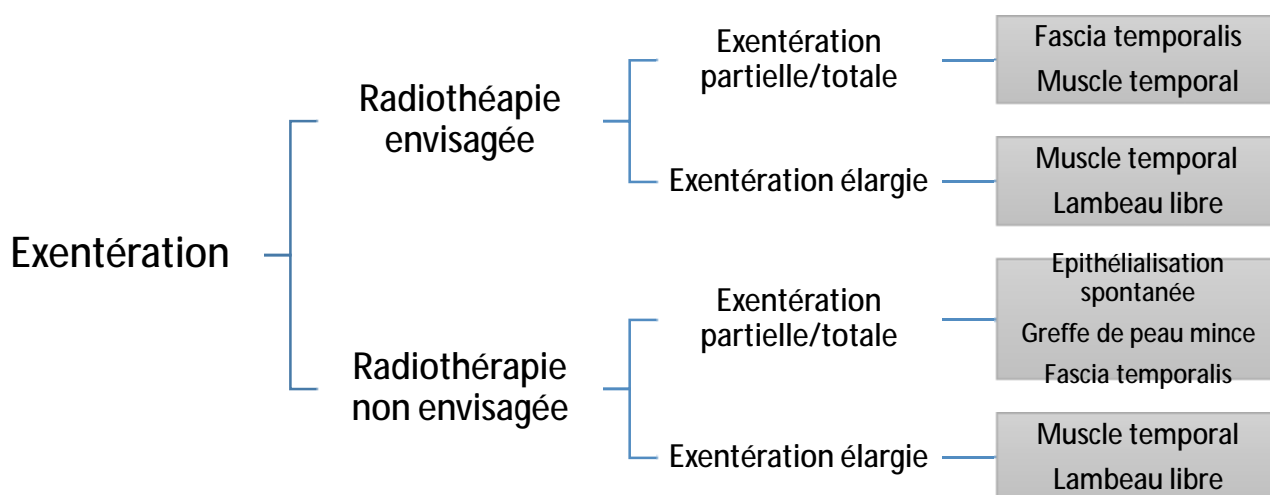 Exentération
Radiothéapie
envisagée
Exentération
partielle/totale
Fascia temporalis
Muscle temporal
Exentération élargie
Muscle temporal
Lambeau libre
Radiothérapie
non envisagée
Exentération
partielle/totale
Epithélialisation
spontanée
Greffe de peau mince
Fascia temporalis
Exentération élargie
Muscle temporal
Lambeau libre